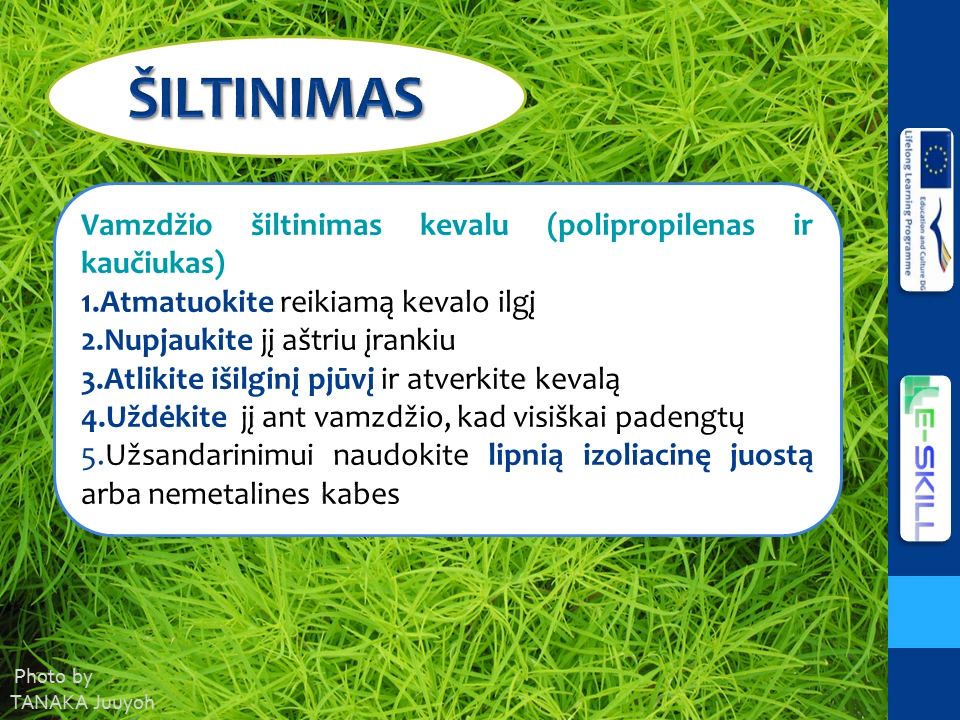 ŠILTINIMAS
Vamzdžio šiltinimas kevalu (polipropilenas ir
kaučiukas)
1.Atmatuokite reikiamą kevalo ilgį
2.Nupjaukite jį aštriu įrankiu
3.Atlikite išilginį pjūvį ir atverkite kevalą
4.Uždėkite jį ant vamzdžio, kad visiškai padengtų
5.Užsandarinimui naudokite lipnią izoliacinę juostą
arba nemetalines kabes
Education and Culture DG
Lifelong Learning Programme
E-SKILL
Photo by
TANAKA Juuyoh